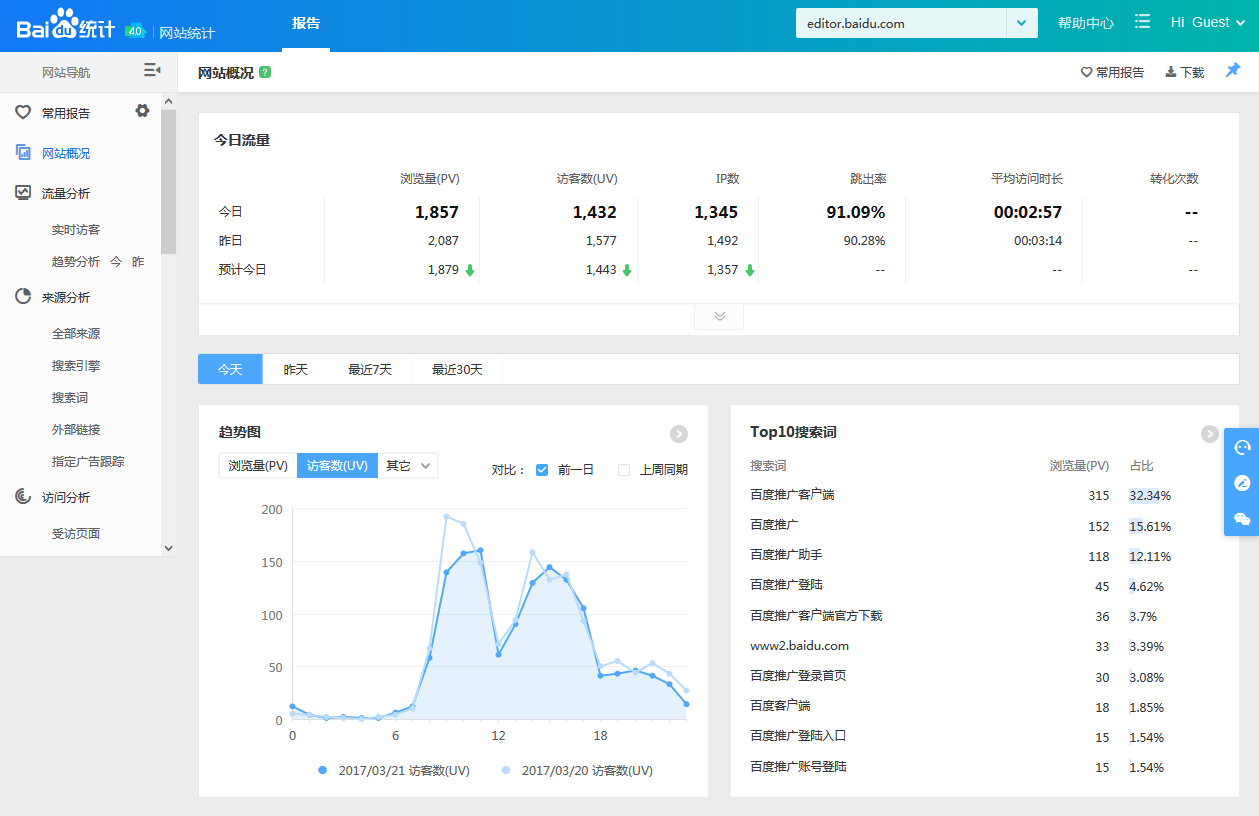 Bai du 统计 4.0 | 网站统计
报告
editor.baidu.com
帮助中心
Hi Guest
网站导航
网站概况 ?
常用报告 下载
常用报告
网站概况
流量分析
实时访客
趋势分析 今 昨
来源分析
全部来源
搜索引擎
搜索词
外部链接
指定广告跟踪
访问分析
受访页面
今日流量
浏览量(PV) 访客数(UV) IP数 跳出率 平均访问时长 转化次数
今日 1,857 1,432 1,345 91.09% 00:02:57 --
昨日 2,087 1,577 1,492 90.28% 00:03:14 --
预计今日 1,879 1,443 1,357 -- -- --
今天 昨天 最近7天 最近30天
趋势图
浏览量(PV) 访客数(UV) 其它 对比： 前一日 上周同期
200
150
100
50
0
0 6 12 18
2017/03/21 访客数(UV) 2017/03/20 访客数(UV)
Top10搜索词
搜索词 浏览量(PV) 占比
百度推广客户端 315 32.34%
百度推广 152 15.61%
百度推广助手 118 12.11%
百度推广登陆 45 4.62%
百度推广客户端官方下载 36 3.7%
www2.baidu.com 33 3.39%
百度推广登录首页 30 3.08%
百度客户端 18 1.85%
百度推广登陆入口 15 1.54%
百度推广账号登陆 15 1.54%